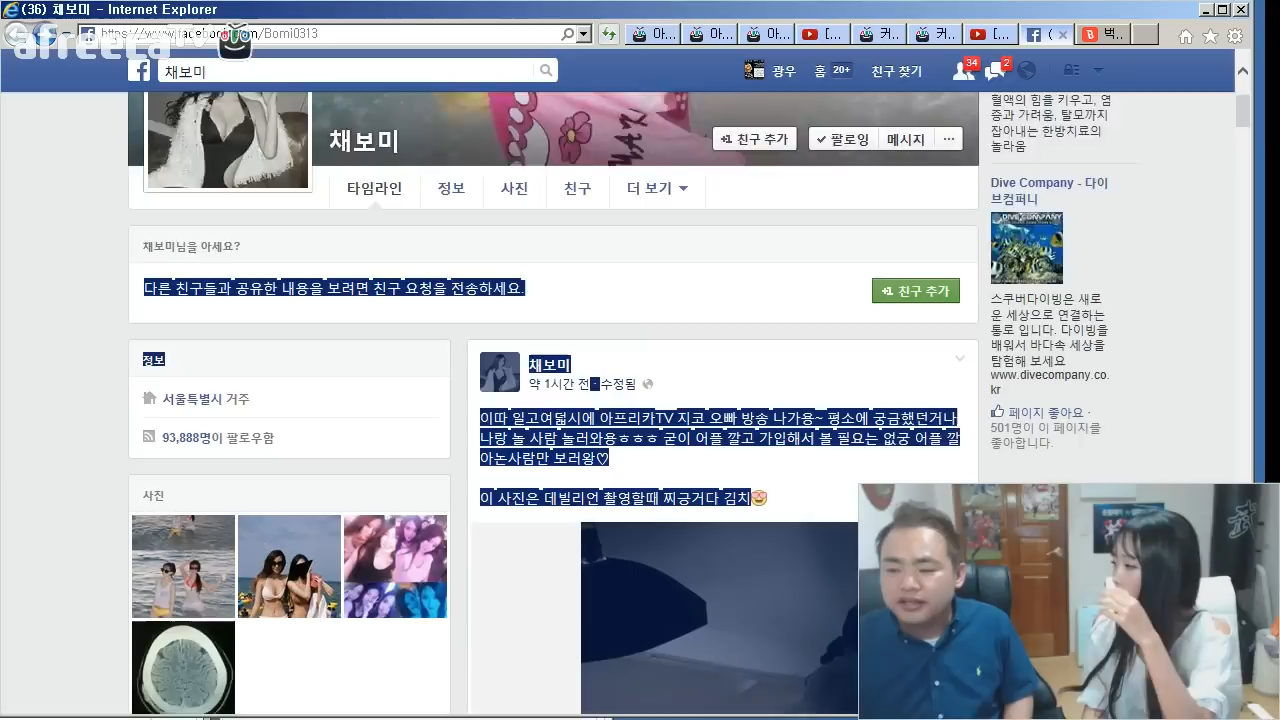 (36) 채보미 - Internet Explorer
afreecaTV
아...
아...
아...
[...
커...
커...
[...
(
벅...
f
채보미
광우
홈
20+
친구 찾기
34
2
혈액의 힘을 키우고, 염
증과 가려움, 탈모까지
잡아내는 한방치료의
놀라움
채보미
+1 친구 추가
✓ 팔로잉
메시지
...
타임라인
정보
사진
친구
더 보기
Dive Company - 다이
브컴퍼니
DIVE COMPANY
스쿠버다이빙은 새로
운 세상으로 연결하는
통로 입니다. 다이빙을
배워서 바다속 세상을
탐험해 보세요
www.divecompany.co.
kr
페이지 좋아요 ·
501명이 이 페이지를
좋아합니다.
채보미님을 아세요?
다른 친구들과 공유한 내용을 보려면 친구 요청을 전송하세요.
+1 친구 추가
정보
서울특별시 거주
93,888명이 팔로우함
사진
채보미
약 1시간 전 · 수정됨
이따 일고여덟시에 아프리카TV 지코 오빠 방송 나가용~ 평소에 궁금했던거나
나랑 놀 사람 놀러와용ㅎㅎㅎ 굳이 어플 깔고 가입해서 볼 필요는 없궁 어플 깔
아논사람만 보러왕♡
이 사진은 데빌리언 촬영할때 찌긍거다 김치😍